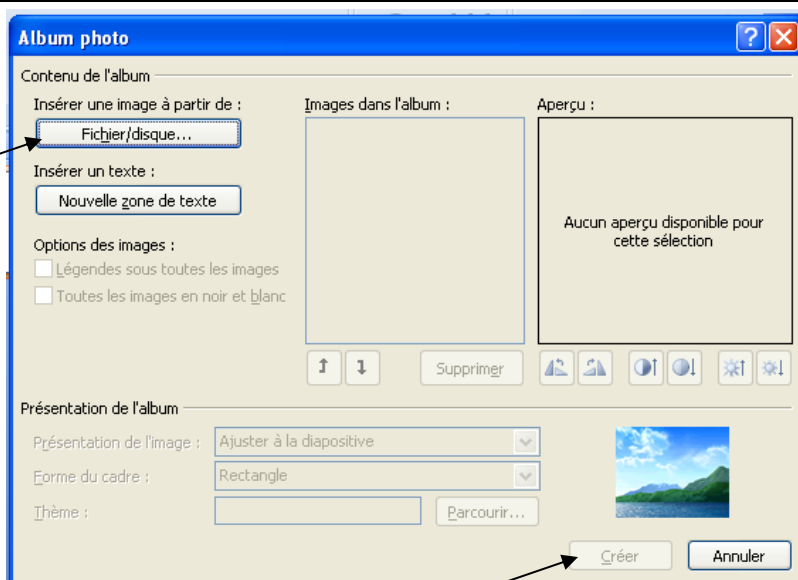 Album photo
Contenu de l'album
Insérer une image à partir de :
Fichier/disque...
Insérer un texte :
Nouvelle zone de texte
Options des images :
Légendes sous toutes les images
Toutes les images en noir et blanc
Images dans l'album :
Supprimer
Aperçu :
Aucun aperçu disponible pour
cette sélection
Présentation de l'album
Présentation de l'image : Ajuster à la diapositive
Forme du cadre : Rectangle
Thème : Parcourir...
Créer Annuler